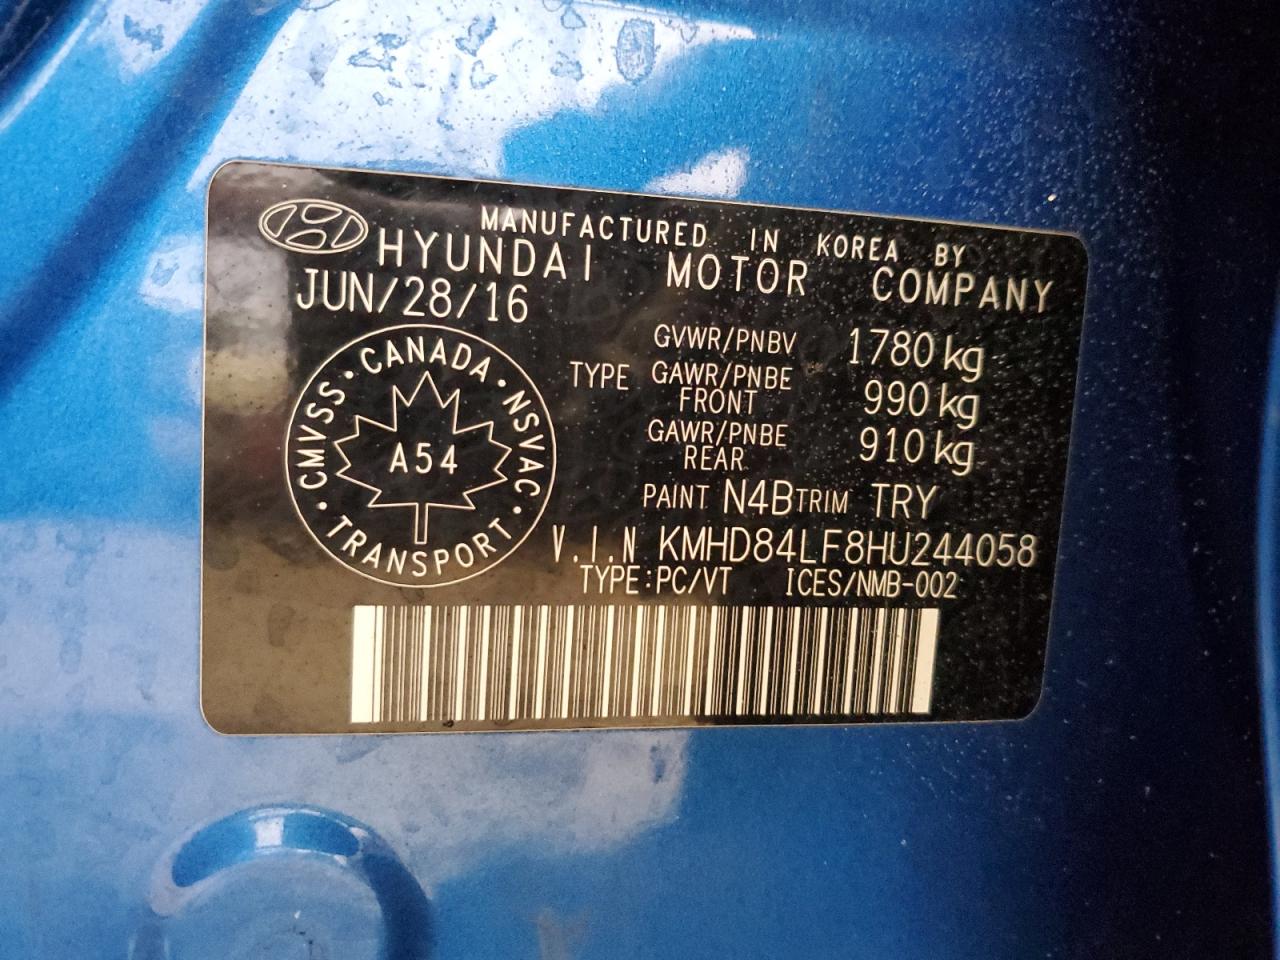 MANUFACTURED IN KOREA BY
HYUNDAI MOTOR COMPANY
JUN/28/16
CMVSS · CANADA · NSVAC · TRANSPORT ·
A54
GVWR/PNBV 1780 kg
TYPE GAWR/PNBE FRONT 990 kg
GAWR/PNBE REAR 910 kg
PAINT N4B TRIM TRY
V.I.N KMHD84LF8HU244058
TYPE:PC/VT ICES/NMB-002